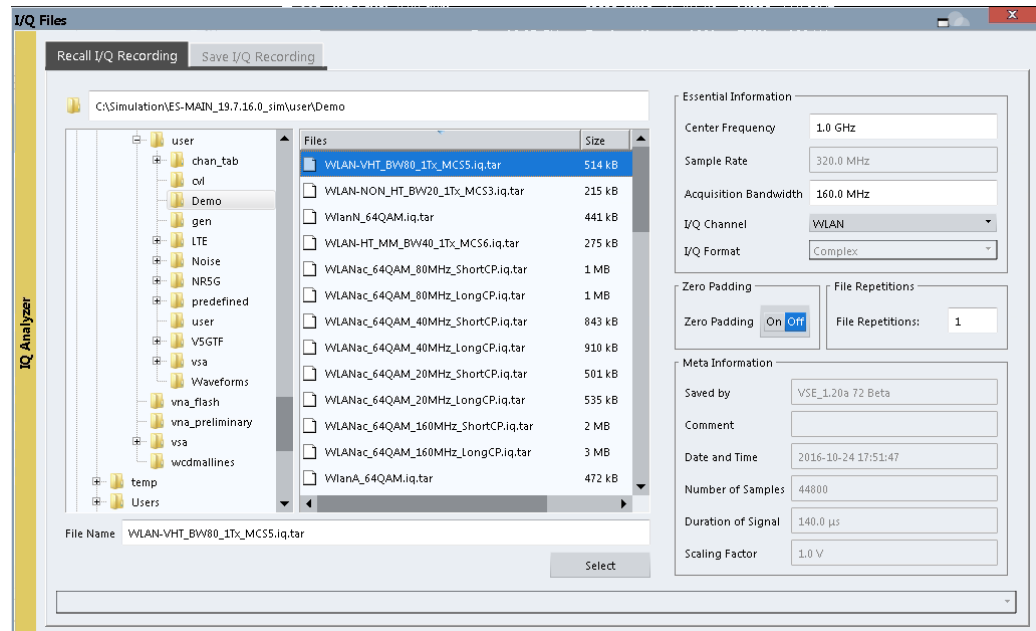 I/Q Files
X
Recall I/Q Recording
Save I/Q Recording
IQ Analyzer
C:\Simulation\ES-MAIN_19.7.16.0_sim\user\Demo
user
chan_tab
cvl
Demo
gen
LTE
Noise
NR5G
predefined
user
V5GTF
vsa
Waveforms
vna_flash
vna_preliminary
vsa
wcdmallines
temp
Users
Files Size
WLAN-VHT_BW80_1Tx_MCS5.iq.tar 514 kB
WLAN-NON_HT_BW20_1Tx_MCS3.iq.tar 215 kB
WlanN_64QAM.iq.tar 441 kB
WLAN-HT_MM_BW40_1Tx_MCS6.iq.tar 275 kB
WLANac_64QAM_80MHz_ShortCP.iq.tar 1 MB
WLANac_64QAM_80MHz_LongCP.iq.tar 1 MB
WLANac_64QAM_40MHz_ShortCP.iq.tar 843 kB
WLANac_64QAM_40MHz_LongCP.iq.tar 910 kB
WLANac_64QAM_20MHz_ShortCP.iq.tar 501 kB
WLANac_64QAM_20MHz_LongCP.iq.tar 535 kB
WLANac_64QAM_160MHz_ShortCP.iq.tar 2 MB
WLANac_64QAM_160MHz_LongCP.iq.tar 3 MB
WlanA_64QAM.iq.tar 472 kB
File Name WLAN-VHT_BW80_1Tx_MCS5.iq.tar
Select
Essential Information
Center Frequency 1.0 GHz
Sample Rate 320.0 MHz
Acquisition Bandwidth 160.0 MHz
I/Q Channel WLAN
I/Q Format Complex
Zero Padding
Zero Padding On Off
File Repetitions
File Repetitions: 1
Meta Information
Saved by VSE_1.20a 72 Beta
Comment
Date and Time 2016-10-24 17:51:47
Number of Samples 44800
Duration of Signal 140.0 µs
Scaling Factor 1.0 V